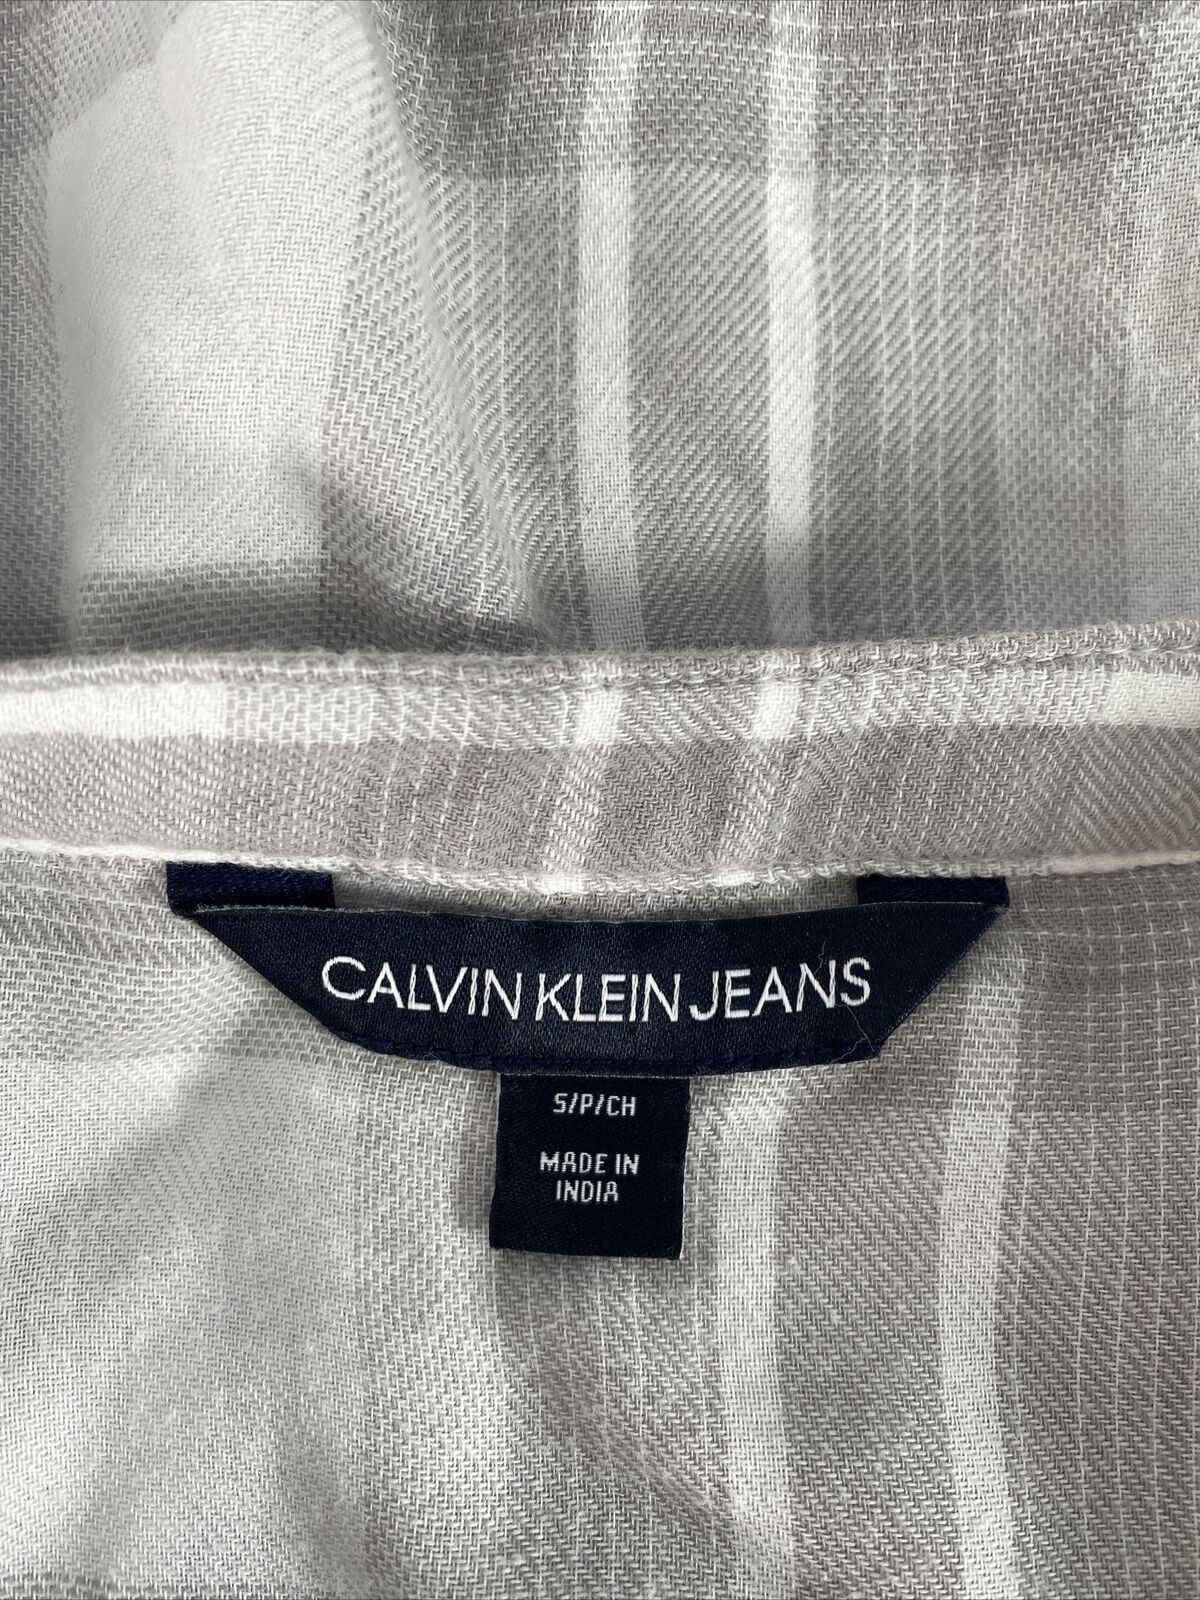 CALVIN KLEIN JEANS
S/P/CH
MADE IN
INDIA